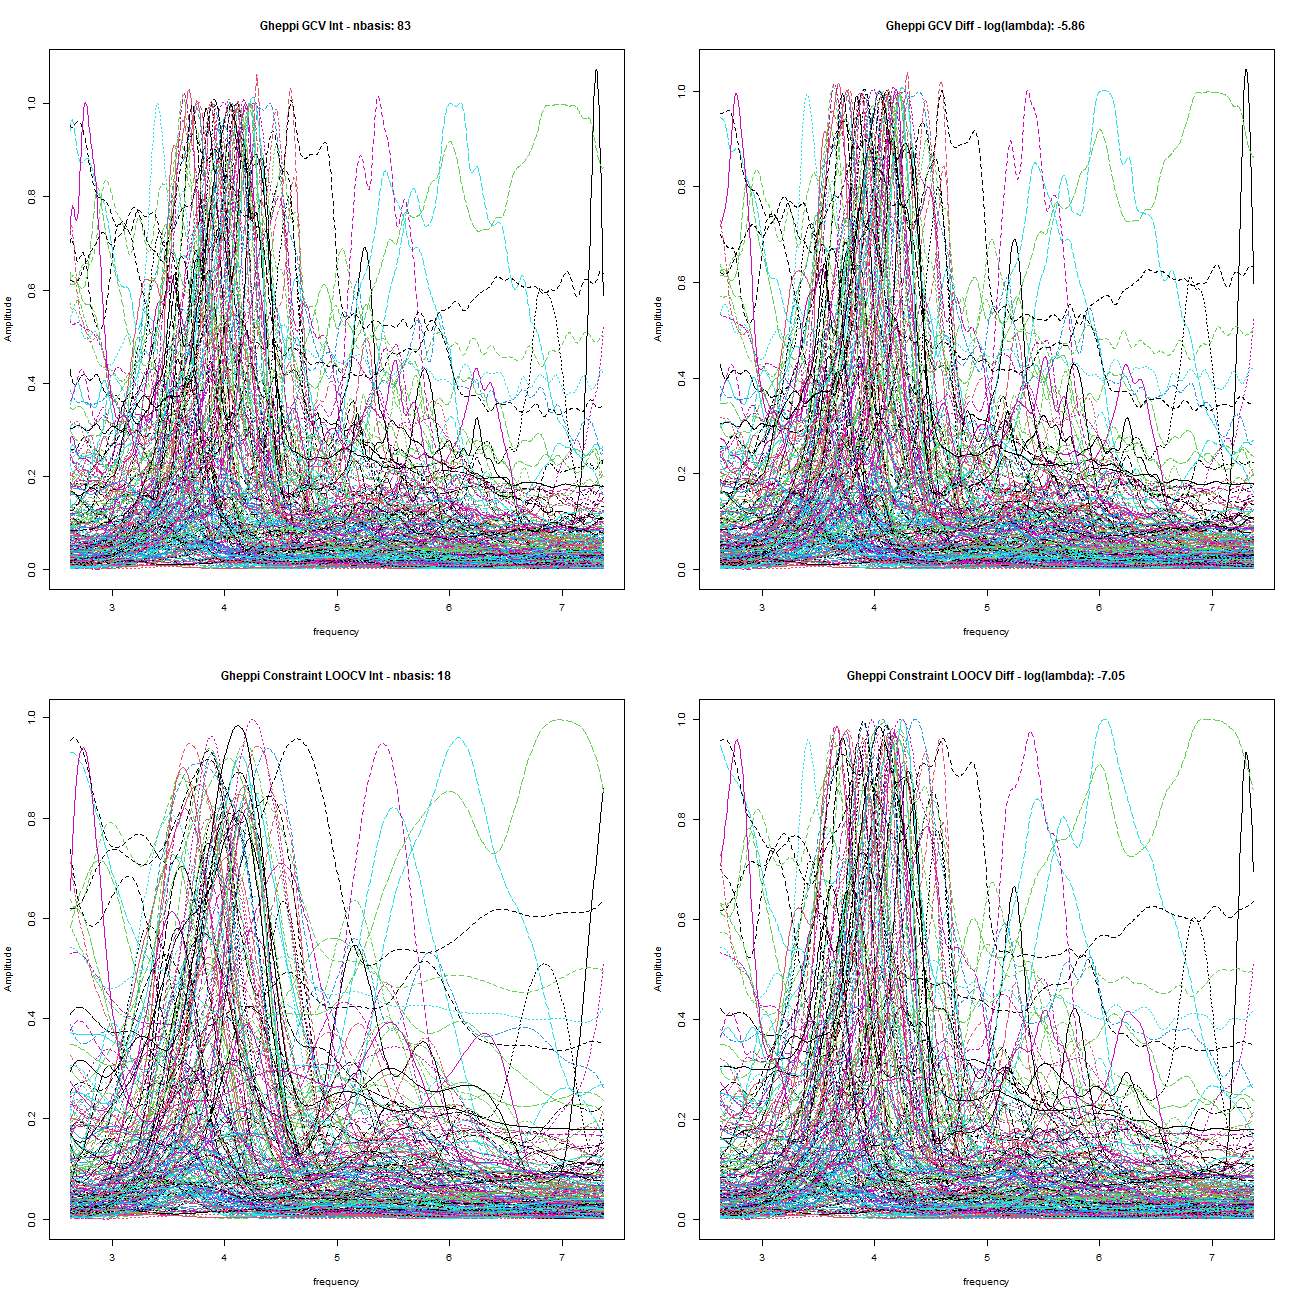 Gheppi GCV Int - nbasis: 83
Amplitude
0.0 0.2 0.4 0.6 0.8 1.0
3 4 5 6 7
frequency
Gheppi GCV Diff - log(lambda): -5.86
Amplitude
0.0 0.2 0.4 0.6 0.8 1.0
3 4 5 6 7
frequency
Gheppi Constraint LOOCV Int - nbasis: 18
Amplitude
0.0 0.2 0.4 0.6 0.8 1.0
3 4 5 6 7
frequency
Gheppi Constraint LOOCV Diff - log(lambda): -7.05
Amplitude
0.0 0.2 0.4 0.6 0.8 1.0
3 4 5 6 7
frequency